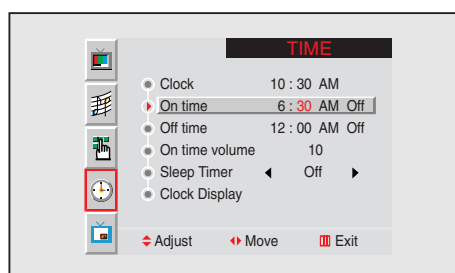 TIME
Clock 10 : 30 AM
On time 6 : 30 AM Off
Off time 12 : 00 AM Off
On time volume 10
Sleep Timer Off
Clock Display
Adjust Move Exit